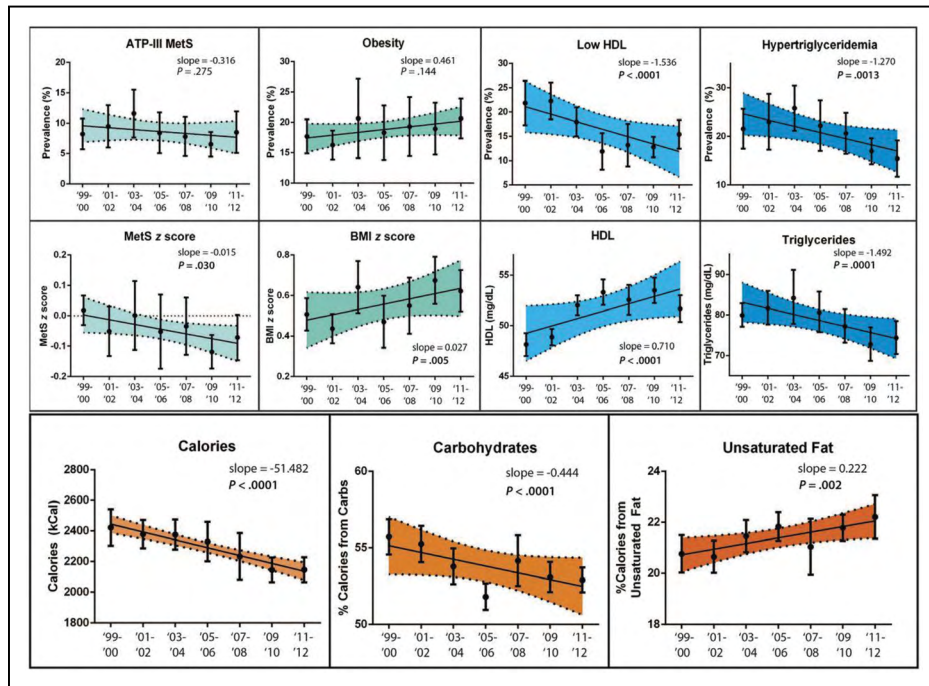 ATP-III MetS
slope = -0.316
P = .275
Prevalence (%)
20
15
10
5
0
'99- '01- '03- '05- '07- '09 '11-
'00 '02 '04 '06 '08 '10 '12
Obesity
slope = 0.461
P = .144
Prevalence (%)
30
25
20
15
10
'99- '01- '03- '05- '07- '09 '11-
'00 '02 '04 '06 '08 '10 '12
Low HDL
slope = -1.536
P < .0001
Prevalence (%)
30
25
20
15
10
5
'99- '01- '03- '05- '07- '09 '11-
'00 '02 '04 '06 '08 '10 '12
Hypertriglyceridemia
slope = -1.270
P = .0013
Prevalence (%)
30
20
10
'99- '01- '03- '05- '07- '09 '11-
'00 '02 '04 '06 '08 '10 '12
MetS z score
slope = -0.015
P = .030
MetS z score
0.2
0.1
0.0
-0.1
-0.2
'99- '01- '03- '05- '07- '09 '11-
'00 '02 '04 '06 '08 '10 '12
BMI z score
slope = 0.027
P = .005
BMI z score
0.8
0.6
0.4
0.2
'99- '01- '03- '05- '07- '09 '11-
'00 '02 '04 '06 '08 '10 '12
HDL
slope = 0.710
P < .0001
HDL (mg/dL)
55
50
45
'99- '01- '03- '05- '07- '09 '11-
'00 '02 '04 '06 '08 '10 '12
Triglycerides
slope = -1.492
P = .0001
Triglycerides (mg/dL)
90
80
70
'99- '01- '03- '05- '07- '09 '11-
'00 '02 '04 '06 '08 '10 '12
Calories
slope = -51.482
P < .0001
Calories (kCal)
2800
2600
2400
2200
2000
1800
'99- '01- '03- '05- '07- '09 '11-
'00 '02 '04 '06 '08 '10 '12
Carbohydrates
slope = -0.444
P < .0001
% Calories from Carbs
60
55
50
'99- '01- '03- '05- '07- '09 '11-
'00 '02 '04 '06 '08 '10 '12
Unsaturated Fat
slope = 0.222
P = .002
%Calories from
Unsaturated Fat
24
22
20
18
'99- '01- '03- '05- '07- '09 '11-
'00 '02 '04 '06 '08 '10 '12